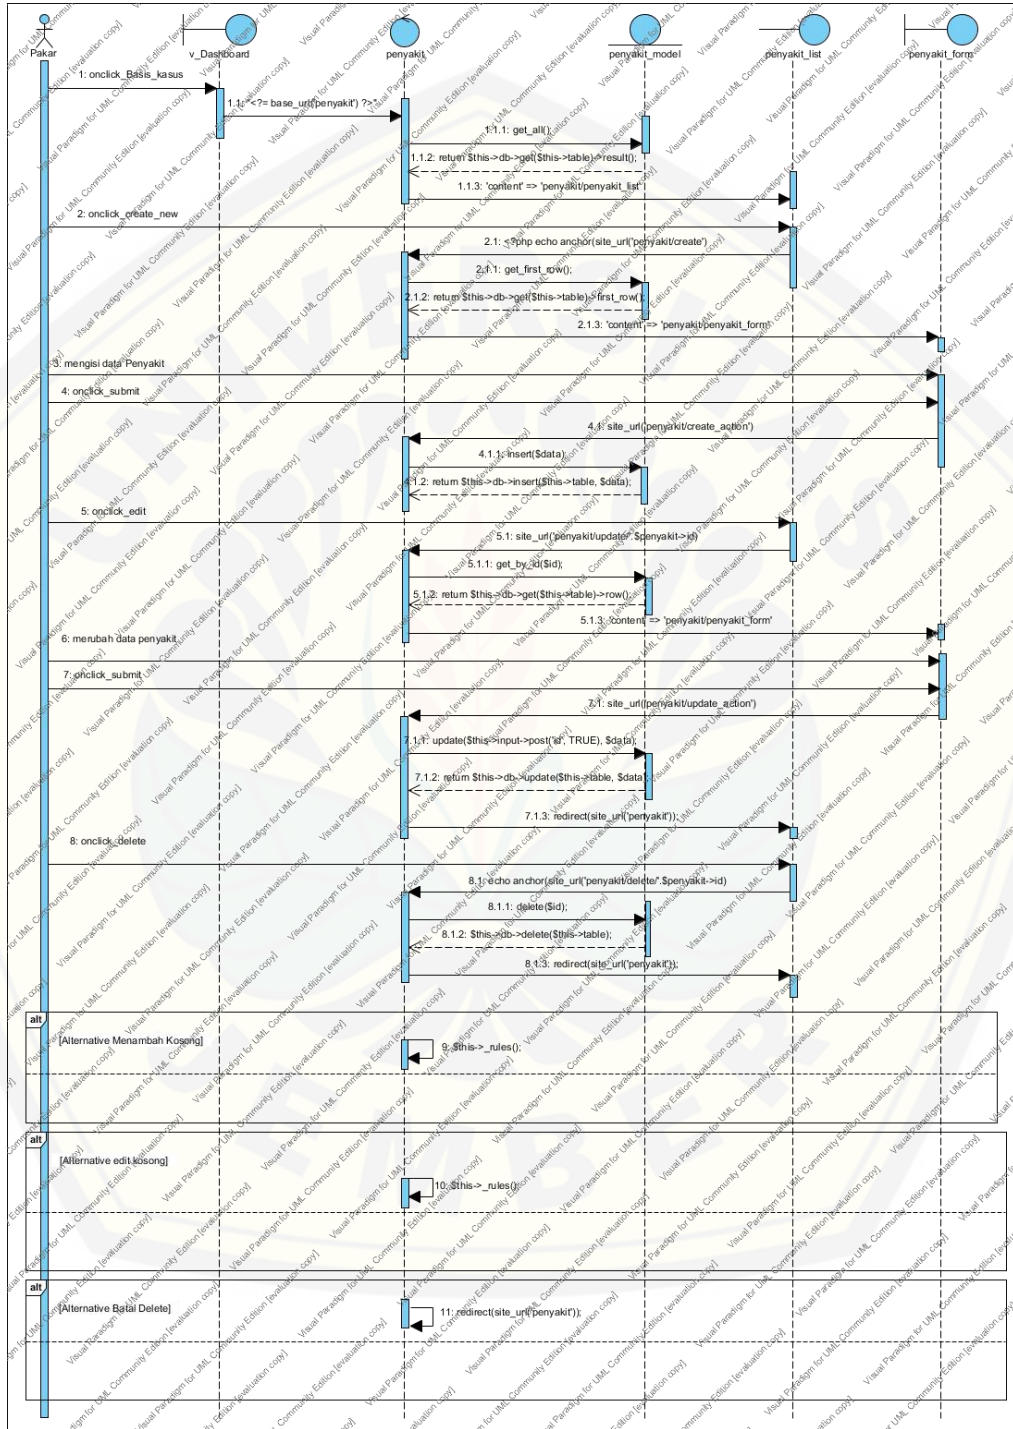 Pakar
v_Dashboard
penyakit
penyakit_model
penyakit_list
penyakit_form
1: onclick_Basis_kasus
1.1: "<?= base_url('penyakit') ?>"
1.1.1: get_all();
1.1.2: return $this->db->get($this->table)->result();
1.1.3: 'content' => 'penyakit/penyakit_list'
2: onclick_create_new
2.1: <?php echo anchor(site_url('penyakit/create')
2.1.1: get_first_row();
2.1.2: return $this->db->get($this->table)->first_row();
2.1.3: 'content' => 'penyakit/penyakit_form'
3: mengisi data Penyakit
4: onclick_submit
4.1: site_url('penyakit/create_action')
4.1.1: insert($data);
4.1.2: return $this->db->insert($this->table, $data);
5: onclick_edit
5.1: site_url('penyakit/update/'.$penyakit->id)
5.1.1: get_by_id($id);
5.1.2: return $this->db->get($this->table)->row();
5.1.3: 'content' => 'penyakit/penyakit_form'
6: merubah data penyakit
7: onclick_submit
7.1: site_url('penyakit/update_action')
7.1.1: update($this->input->post('id', TRUE), $data);
7.1.2: return $this->db->update($this->table, $data)
7.1.3: redirect(site_url('penyakit'));
8: onclick_delete
8.1: echo anchor(site_url('penyakit/delete/'.$penyakit->id)
8.1.1: delete($id);
8.1.2: $this->db->delete($this->table);
8.1.3: redirect(site_url('penyakit'));
alt
[Alternative Menambah Kosong]
9: $this->_rules();
alt
[Alternative edit kosong]
10: $this->_rules();
alt
[Alternative Batal Delete]
11: redirect(site_url('penyakit'));
Visual Paradigm for UML Community Edition [evaluation copy]
UNIVERSITAS
JEMBER